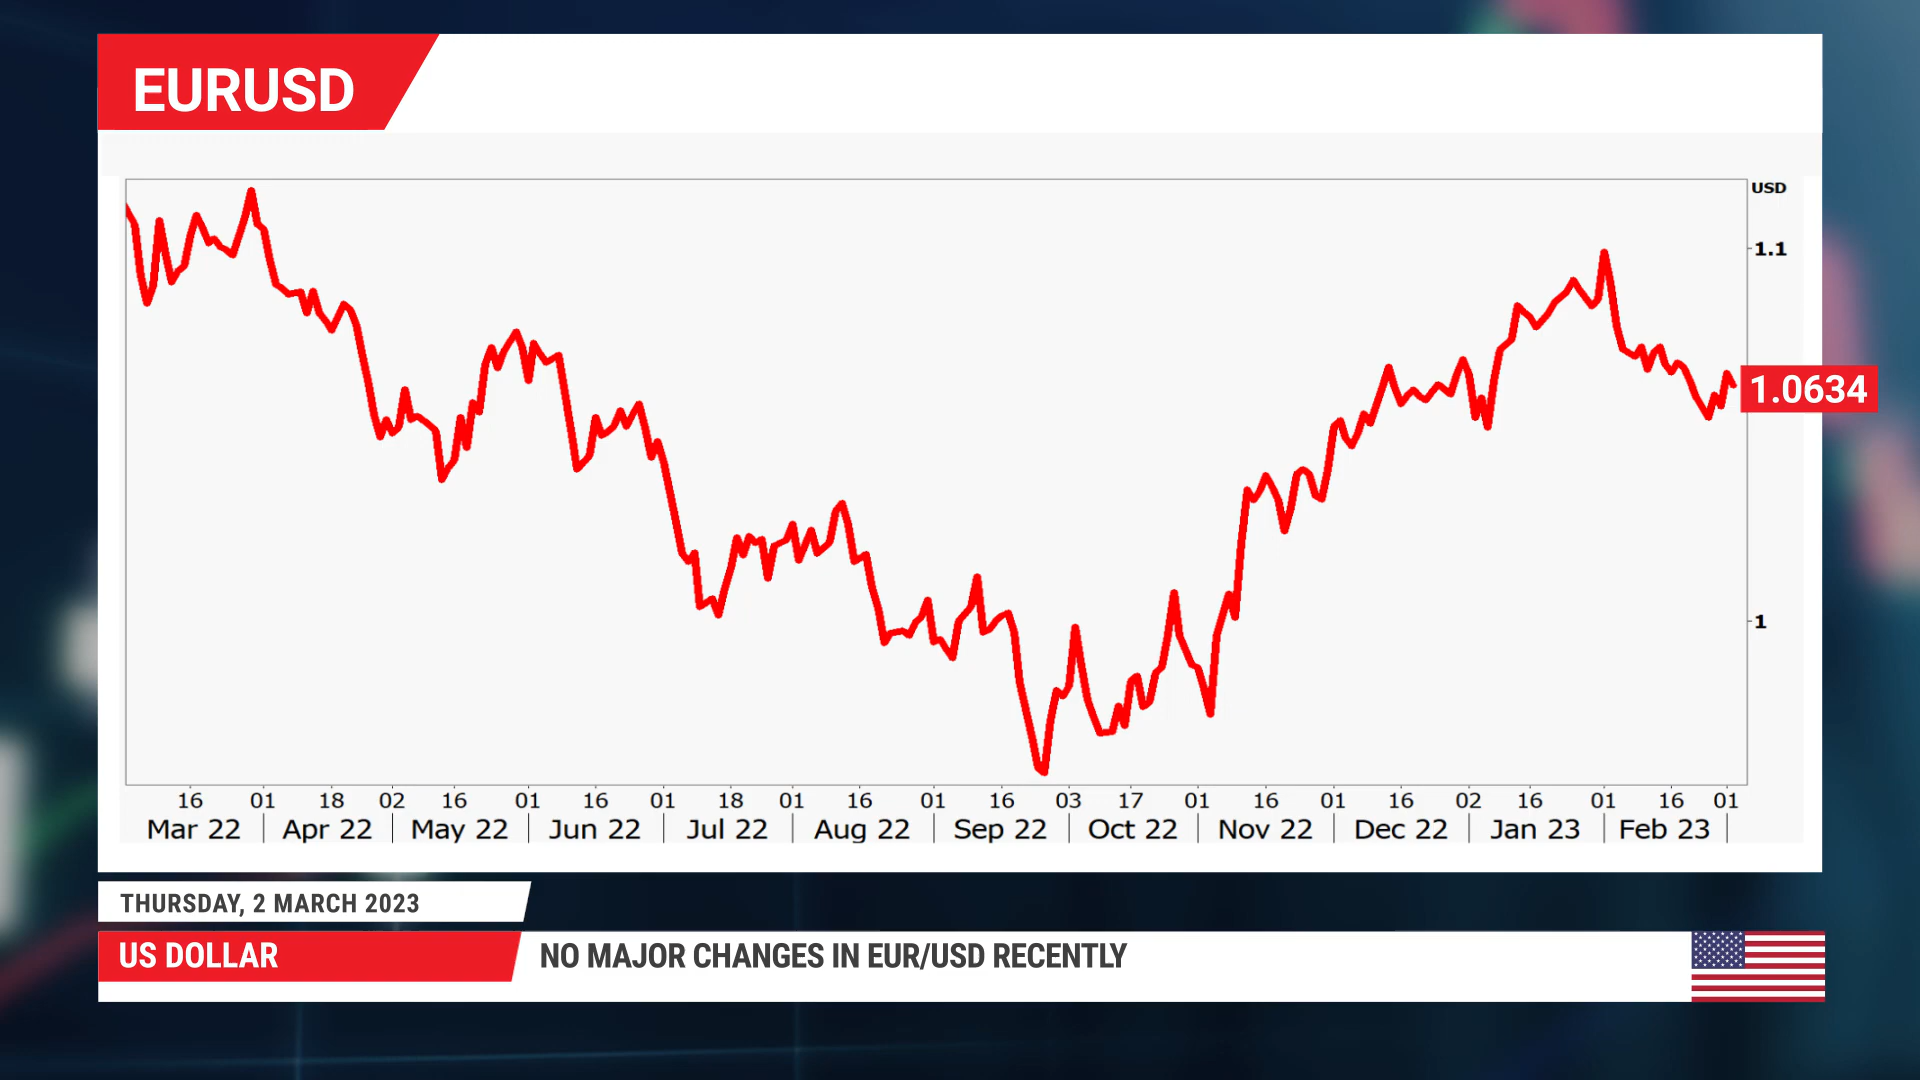 EURUSD
USD
1.1
1.0634
1
16 01 18 02 16 01 16 01 18 01 16 01 16 03 17 01 16 01 16 02 16 01 16 01
Mar 22 Apr 22 May 22 Jun 22 Jul 22 Aug 22 Sep 22 Oct 22 Nov 22 Dec 22 Jan 23 Feb 23
THURSDAY, 2 MARCH 2023
US DOLLAR
NO MAJOR CHANGES IN EUR/USD RECENTLY